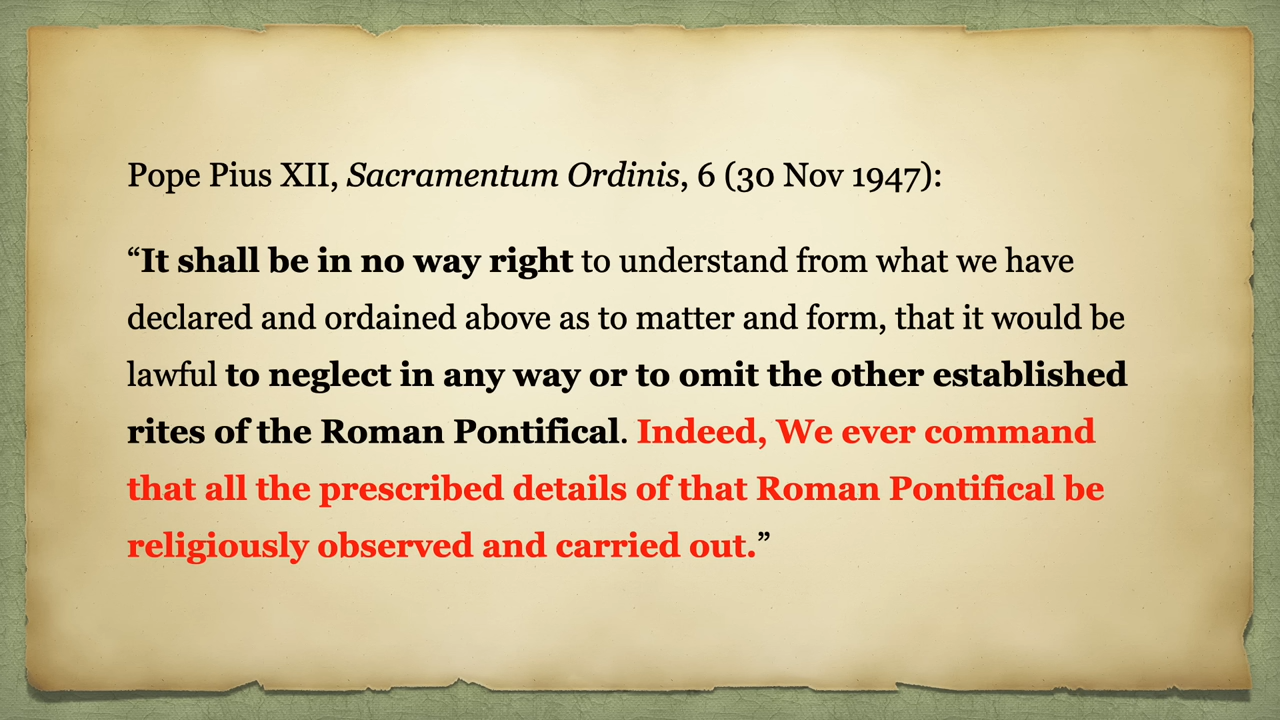 Pope Pius XII, Sacramentum Ordinis, 6 (30 Nov 1947):
“It shall be in no way right to understand from what we have
declared and ordained above as to matter and form, that it would be
lawful to neglect in any way or to omit the other established
rites of the Roman Pontifical. Indeed, We ever command
that all the prescribed details of that Roman Pontifical be
religiously observed and carried out.”